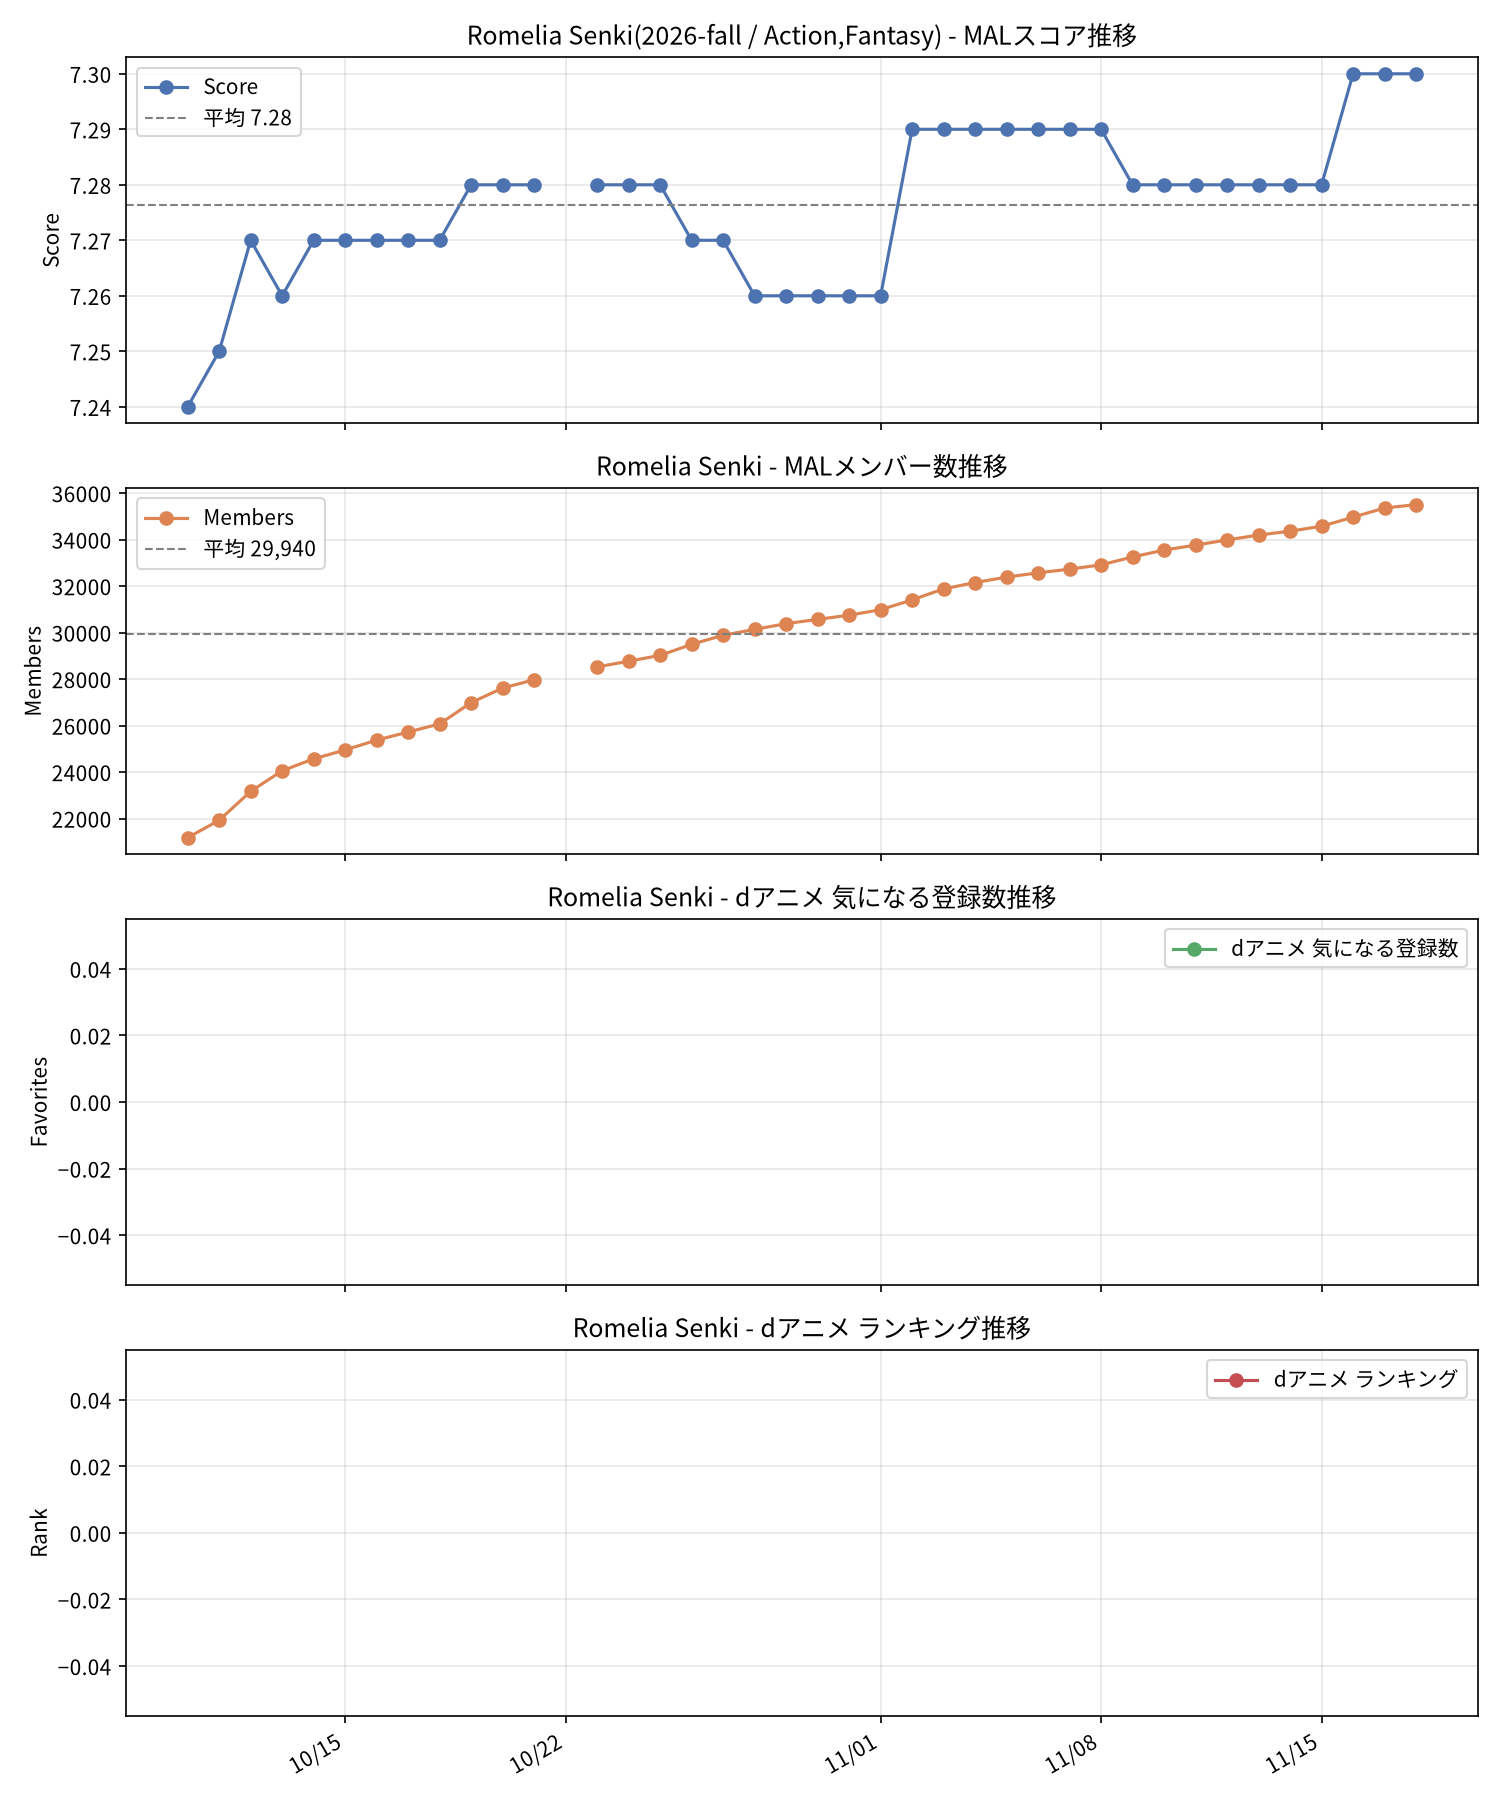 Romelia Senki(2026-fall / Action,Fantasy) - MALスコア推移
Score
平均 7.28
Score
7.30
7.29
7.28
7.27
7.26
7.25
7.24
Romelia Senki - MALメンバー数推移
Members
平均 29,940
Members
36000
34000
32000
30000
28000
26000
24000
22000
Romelia Senki - dアニメ 気になる登録数推移
dアニメ 気になる登録数
Favorites
0.04
0.02
0.00
−0.02
−0.04
Romelia Senki - dアニメ ランキング推移
dアニメ ランキング
Rank
0.04
0.02
0.00
−0.02
−0.04
10/15
10/22
11/01
11/08
11/15